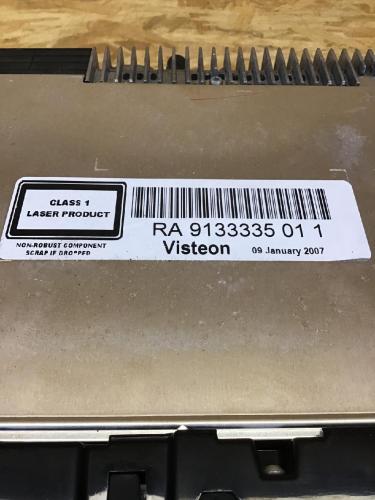 CLASS 1
LASER PRODUCT
NON-ROBUST COMPONENT
SCRAP IF DROPPED
RA 9133335 01 1
Visteon 09 January 2007